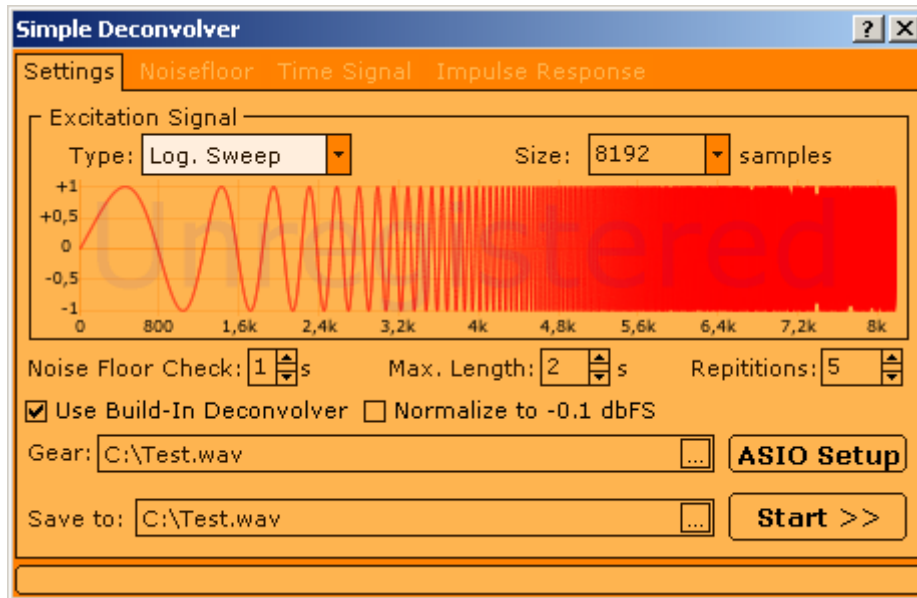 Simple Deconvolver ? X
Settings Noisefloor Time Signal Impulse Response
Excitation Signal
Type: Log. Sweep Size: 8192 samples
+1
+0,5
0
-0,5
-1
Unregistered
0 800 1,6k 2,4k 3,2k 4k 4,8k 5,6k 6,4k 7,2k 8k
Noise Floor Check: 1 s Max. Length: 2 s Repititions: 5
Use Build-In Deconvolver Normalize to -0.1 dbFS
Gear: C:\Test.wav ... ASIO Setup
Save to: C:\Test.wav ... Start >>